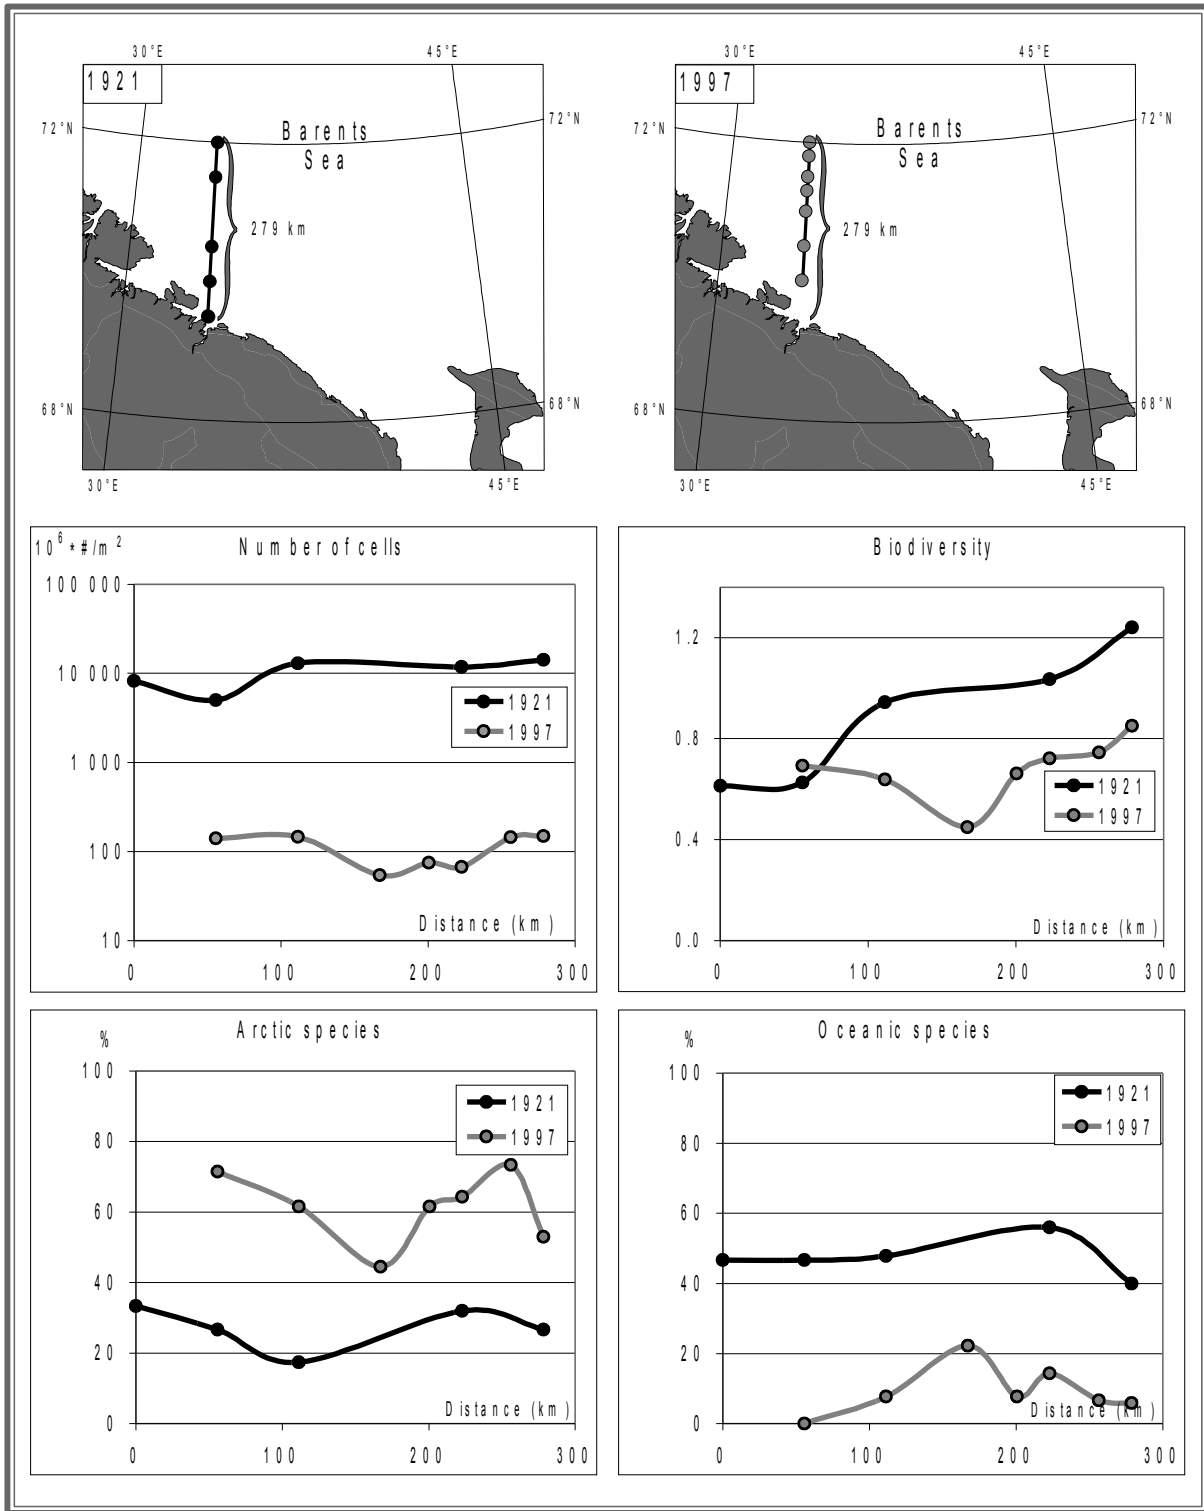 30°E 45°E
1921
72°N 72°N
Barents
Sea
279 km
68°N 68°N
30°E 45°E
30°E 45°E
1997
72°N 72°N
Barents
Sea
279 km
68°N 68°N
30°E 45°E
10^6 * #/m^2 Number of cells
100 000
10 000
1 000
100
10
1921
1997
Distance (km)
0 100 200 300
Biodiversity
1.2
0.8
0.4
0.0
1921
1997
Distance (km)
0 100 200 300
Arctic species
%
100
80
60
40
20
0
1921
1997
Distance (km)
0 100 200 300
Oceanic species
%
100
80
60
40
20
0
1921
1997
Distance (km)
0 100 200 300